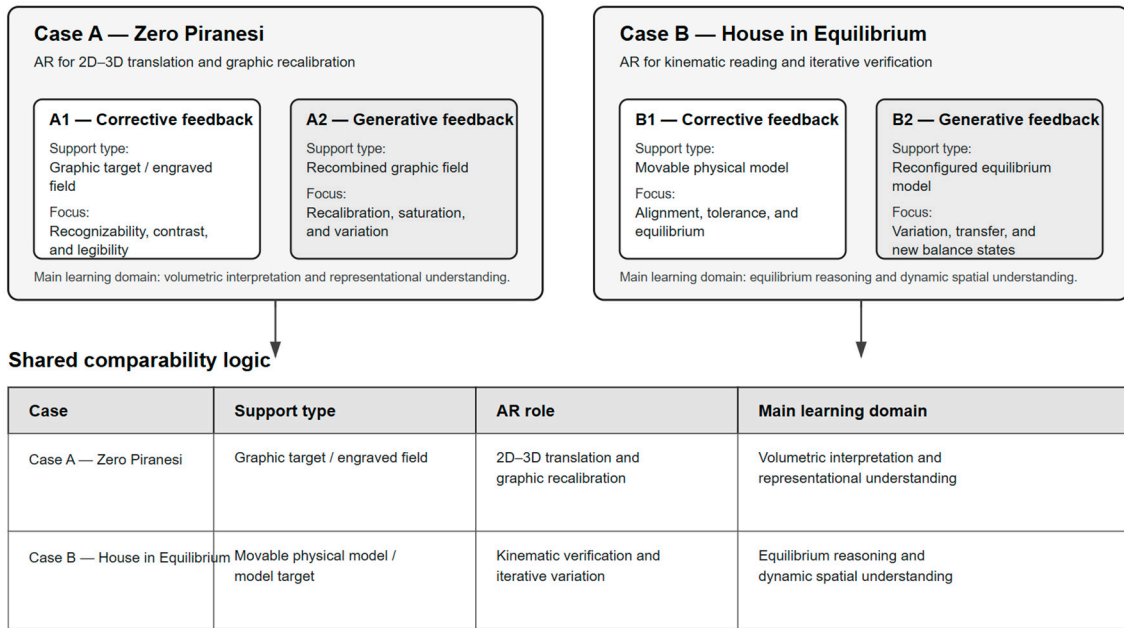 Case A — Zero Piranesi
AR for 2D–3D translation and graphic recalibration
A1 — Corrective feedback
Support type:
Graphic target / engraved
field
Focus:
Recognizability, contrast,
and legibility
A2 — Generative feedback
Support type:
Recombined graphic field
Focus:
Recalibration, saturation,
and variation
Main learning domain: volumetric interpretation and representational understanding.
Case B — House in Equilibrium
AR for kinematic reading and iterative verification
B1 — Corrective feedback
Support type:
Movable physical model
Focus:
Alignment, tolerance, and
equilibrium
B2 — Generative feedback
Support type:
Reconfigured equilibrium
model
Focus:
Variation, transfer, and
new balance states
Main learning domain: equilibrium reasoning and dynamic spatial understanding.
Shared comparability logic
Case
Support type
AR role
Main learning domain
Case A — Zero Piranesi
Graphic target / engraved field
2D–3D translation and
graphic recalibration
Volumetric interpretation and
representational understanding
Case B — House in Equilibrium
Movable physical model /
model target
Kinematic verification and
iterative variation
Equilibrium reasoning and
dynamic spatial understanding